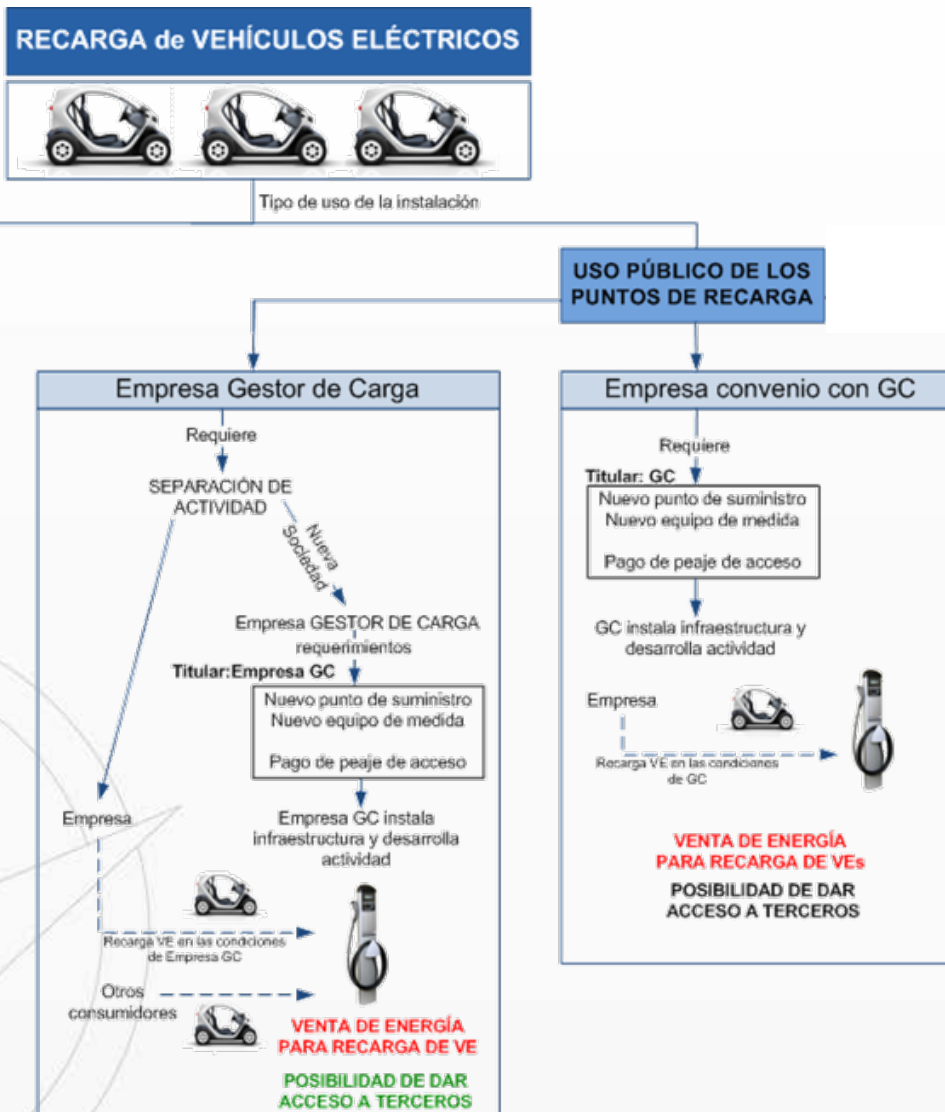 RECARGA de VEHÍCULOS ELÉCTRICOS
Tipo de uso de la instalación
USO PÚBLICO DE LOS
PUNTOS DE RECARGA
Empresa Gestor de Carga
Requiere
SEPARACIÓN DE
ACTIVIDAD
Nueva
Sociedad
Empresa GESTOR DE CARGA
requerimientos
Titular:Empresa GC
Nuevo punto de suministro
Nuevo equipo de medida
Pago de peaje de acceso
Empresa GC instala
infraestructura y desarrolla
actividad
Empresa
Recarga VE en las condiciones
de Empresa GC
Otros
consumidores
VENTA DE ENERGÍA
PARA RECARGA DE VE
POSIBILIDAD DE DAR
ACCESO A TERCEROS
Empresa convenio con GC
Requiere
Titular: GC
Nuevo punto de suministro
Nuevo equipo de medida
Pago de peaje de acceso
GC instala infraestructura y
desarrolla actividad
Empresa
Recarga VE en las condiciones
de GC
VENTA DE ENERGÍA
PARA RECARGA DE VEs
POSIBILIDAD DE DAR
ACCESO A TERCEROS